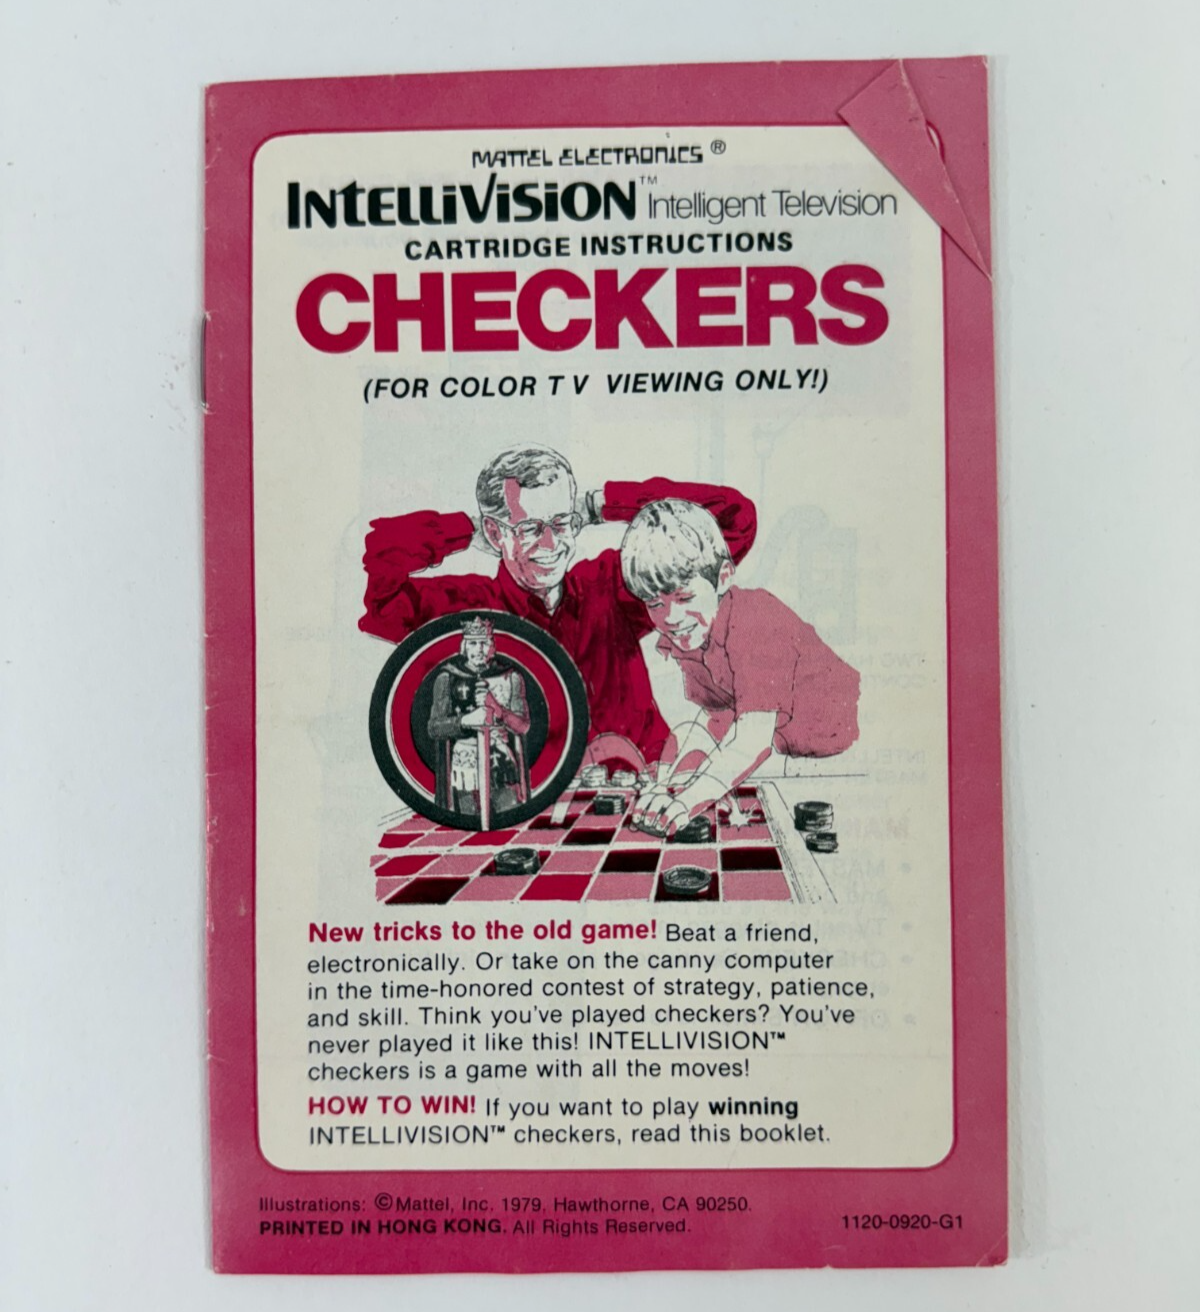 MATTEL ELECTRONICS ®
INTELLIVISION™ Intelligent Television
CARTRIDGE INSTRUCTIONS
CHECKERS
(FOR COLOR T V VIEWING ONLY!)
New tricks to the old game! Beat a friend,
electronically. Or take on the canny computer
in the time-honored contest of strategy, patience,
and skill. Think you've played checkers? You've
never played it like this! INTELLIVISION™
checkers is a game with all the moves!
HOW TO WIN! If you want to play winning
INTELLIVISION™ checkers, read this booklet.
Illustrations: ©Mattel, Inc. 1979. Hawthorne, CA 90250.
PRINTED IN HONG KONG. All Rights Reserved.
1120-0920-G1